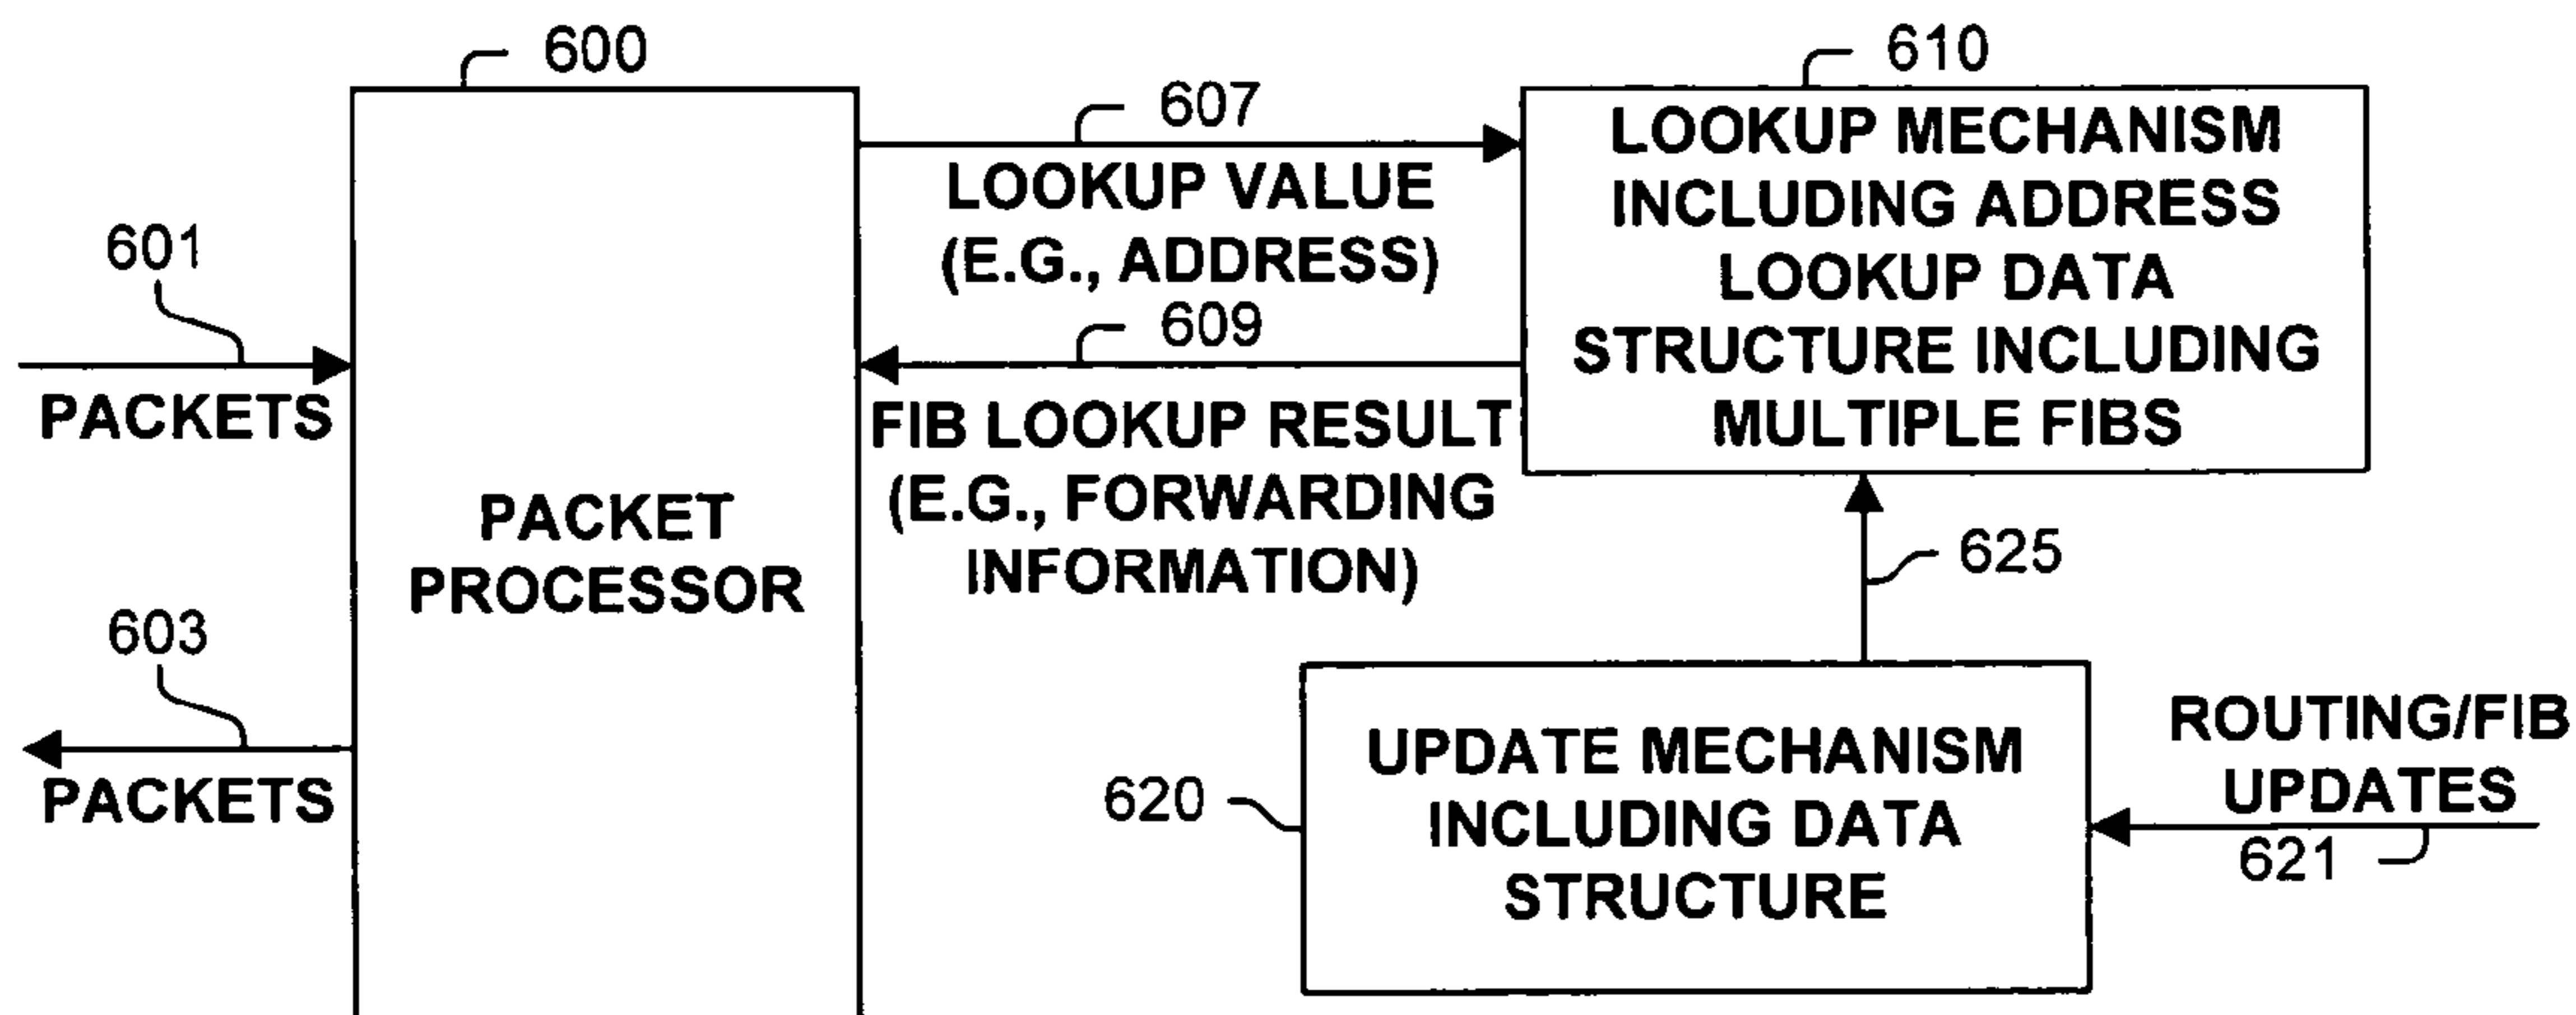 600
610
607
LOOKUP VALUE
(E.G., ADDRESS)
609
FIB LOOKUP RESULT
(E.G., FORWARDING
INFORMATION)
LOOKUP MECHANISM
INCLUDING ADDRESS
LOOKUP DATA
STRUCTURE INCLUDING
MULTIPLE FIBS
601
PACKETS
PACKET
PROCESSOR
603
PACKETS
625
620
UPDATE MECHANISM
INCLUDING DATA
STRUCTURE
ROUTING/FIB
UPDATES
621